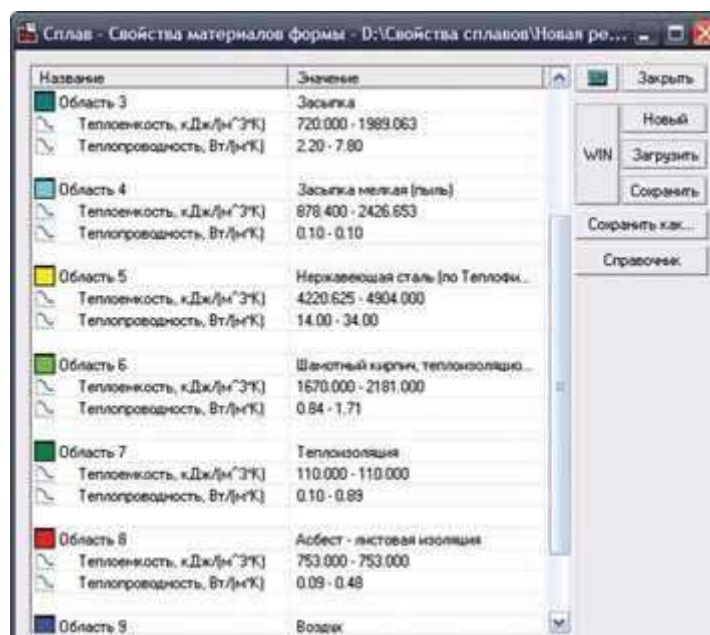 Сплав - Свойства материалов формы - D:\Свойства сплавов\Новая ре...
Название Значение
Область 3 Засыпка
Теплоемкость, кДж/(м^3*К) 720.000 - 1989.063
Теплопроводность, Вт/(м*К) 2.20 - 7.80
Область 4 Засыпка мелкая (пыль)
Теплоемкость, кДж/(м^3*К) 878.400 - 2426.653
Теплопроводность, Вт/(м*К) 0.10 - 0.10
Область 5 Нержавеющая сталь (по Теплофи...
Теплоемкость, кДж/(м^3*К) 4220.625 - 4904.000
Теплопроводность, Вт/(м*К) 14.00 - 34.00
Область 6 Шамотный кирпич, теплоизоляцио...
Теплоемкость, кДж/(м^3*К) 1670.000 - 2181.000
Теплопроводность, Вт/(м*К) 0.84 - 1.71
Область 7 Теплоизоляция
Теплоемкость, кДж/(м^3*К) 110.000 - 110.000
Теплопроводность, Вт/(м*К) 0.10 - 0.89
Область 8 Асбест - листовая изоляция
Теплоемкость, кДж/(м^3*К) 753.000 - 753.000
Теплопроводность, Вт/(м*К) 0.09 - 0.48
Область 9 Воздух
Закрыть
WIN
Новый
Загрузить
Сохранить
Сохранить как...
Справочник